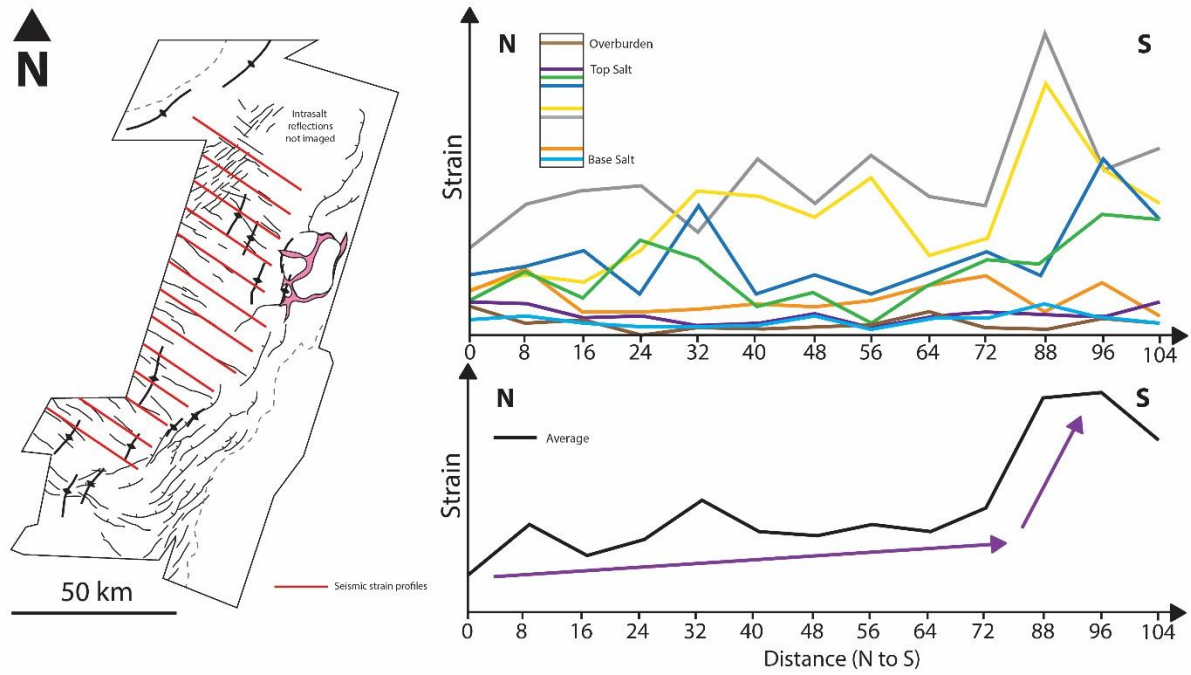 N
Intrasalt
reflections
not imaged
50 km
Seismic strain profiles
Strain
N
S
Overburden
Top Salt
Base Salt
0 8 16 24 32 40 48 56 64 72 88 96 104
Strain
N
S
Average
0 8 16 24 32 40 48 56 64 72 88 96 104
Distance (N to S)